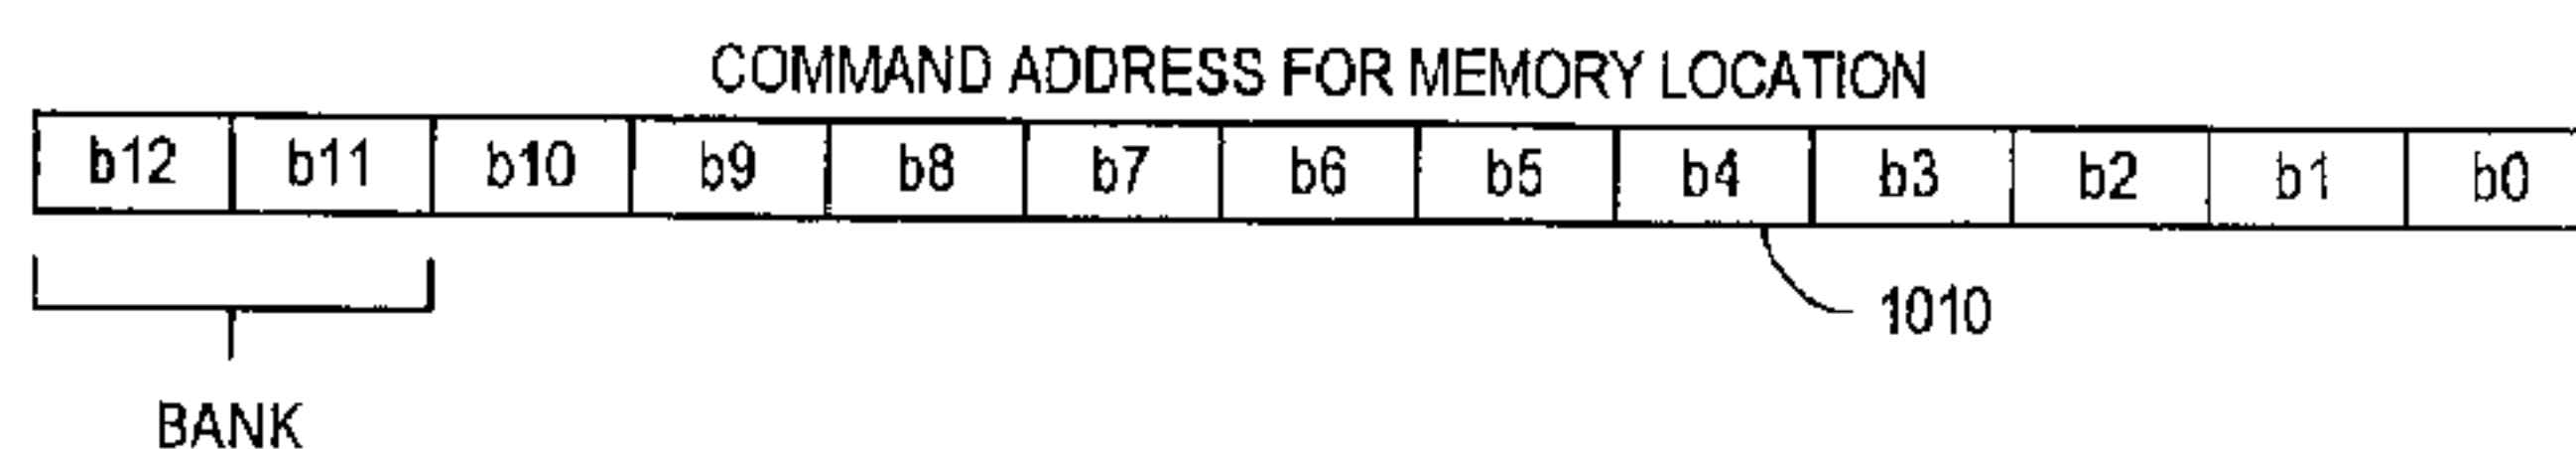 COMMAND ADDRESS FOR MEMORY LOCATION
b12 b11 b10 b9 b8 b7 b6 b5 b4 b3 b2 b1 b0
1010
BANK